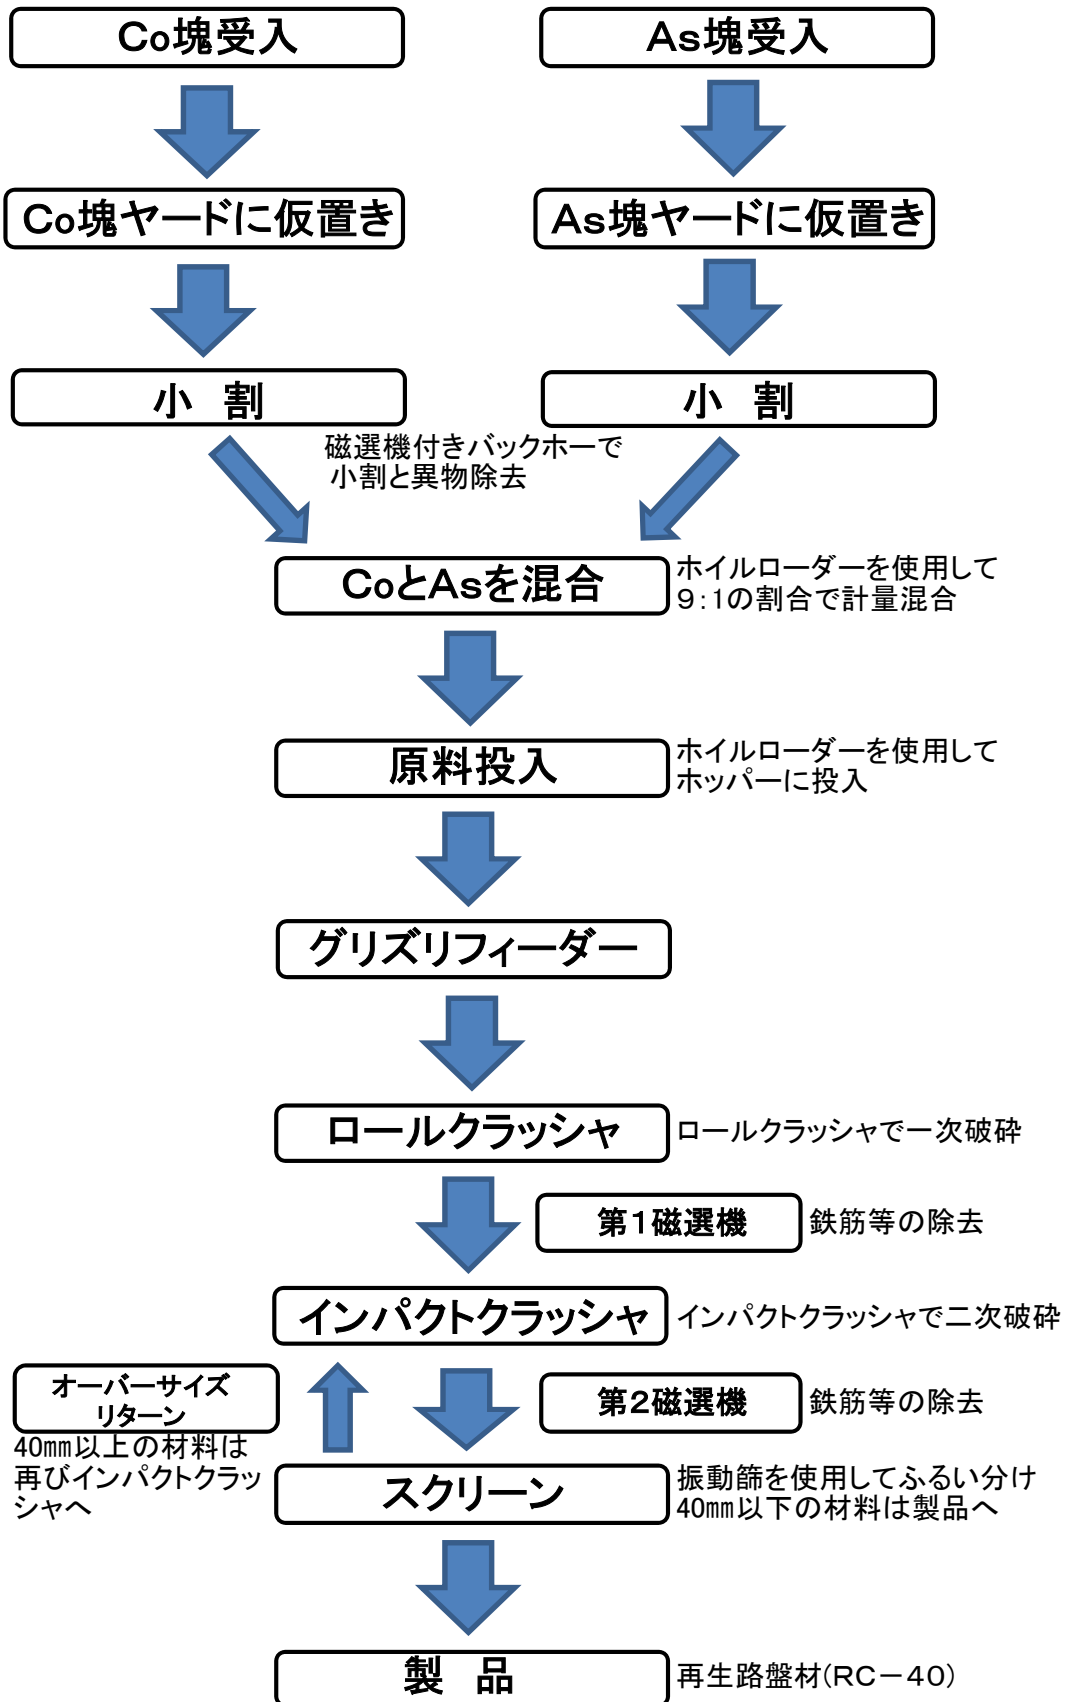 Co塊受入
As塊受入
Co塊ヤードに仮置き
As塊ヤードに仮置き
小　割
小　割
磁選機付きバックホーで
小割と異物除去
CoとAsを混合
ホイルローダーを使用して
9:1の割合で計量混合
原料投入
ホイルローダーを使用して
ホッパーに投入
グリズリフィーダー
ロールクラッシャ
ロールクラッシャで一次破砕
第1磁選機
鉄筋等の除去
インパクトクラッシャ
インパクトクラッシャで二次破砕
オーバーサイズ
リターン
40㎜以上の材料は
再びインパクトクラッ
シャへ
第2磁選機
鉄筋等の除去
スクリーン
振動篩を使用してふるい分け
40㎜以下の材料は製品へ
製　品
再生路盤材(RC－40)